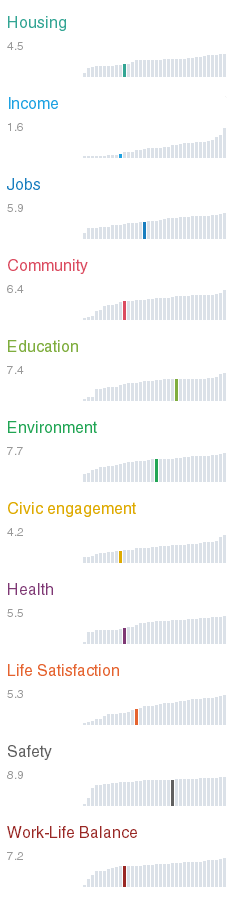 Housing
4.5
Income
1.6
Jobs
5.9
Community
6.4
Education
7.4
Environment
7.7
Civic engagement
4.2
Health
5.5
Life Satisfaction
5.3
Safety
8.9
Work-Life Balance
7.2